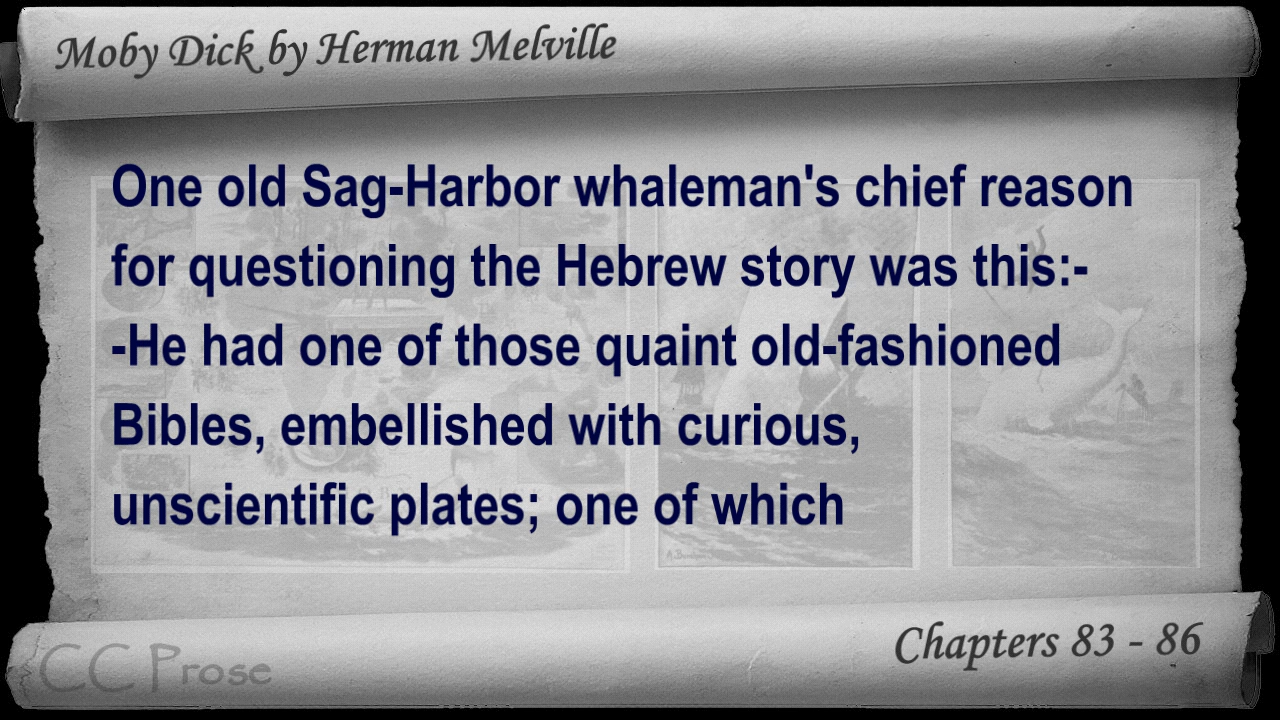 Moby Dick by Herman Melville
One old Sag-Harbor whaleman's chief reason
for questioning the Hebrew story was this:-
-He had one of those quaint old-fashioned
Bibles, embellished with curious,
unscientific plates; one of which
Chapters 83 - 86
CC Prose